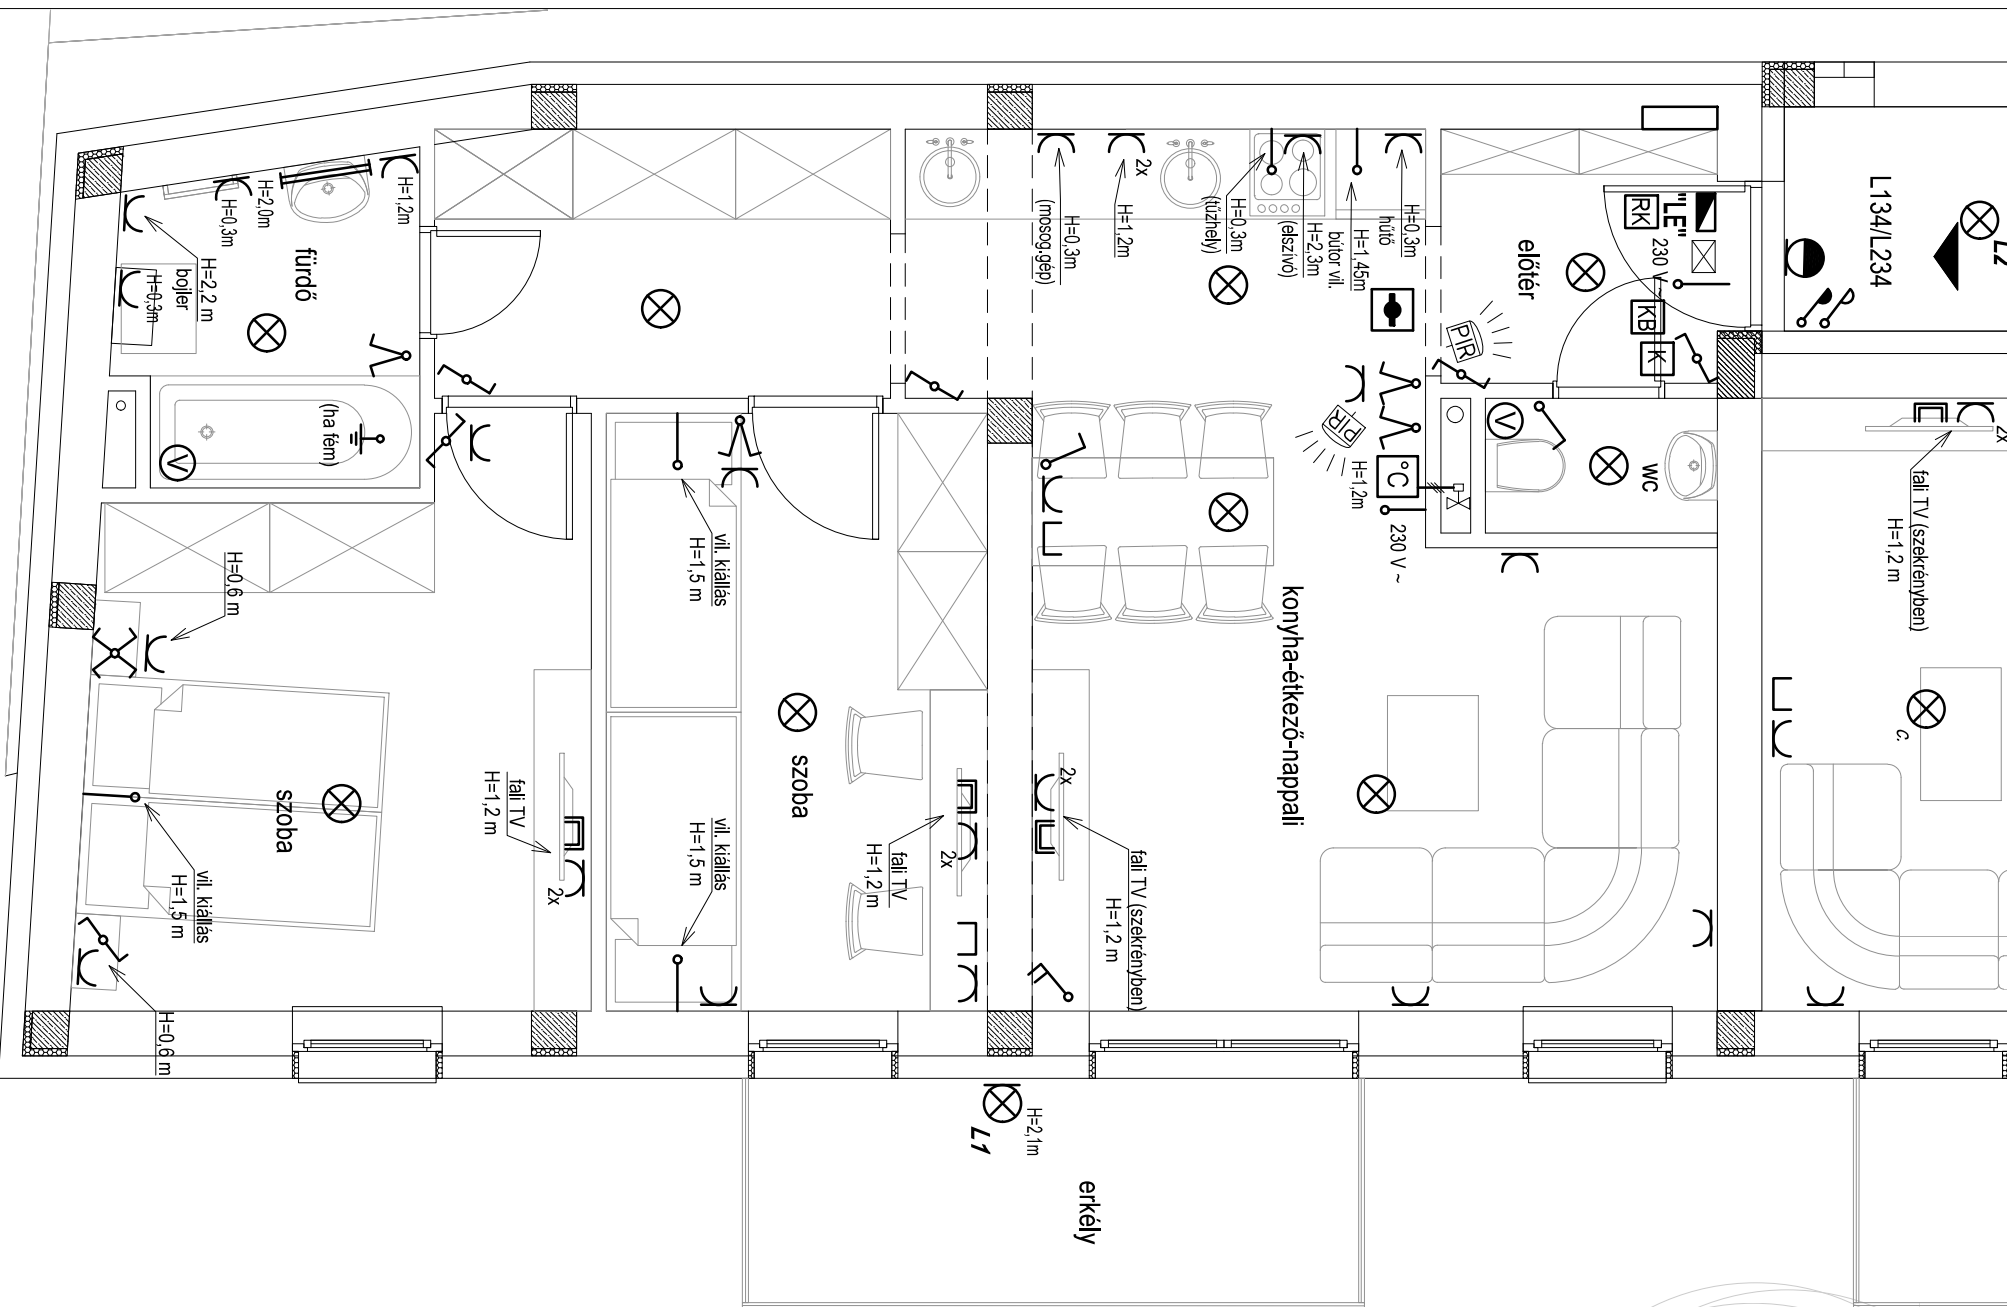 L2
L134/L234
"LE"
RK
230 V ~
KB
K
előtér
PIR
H=0,3m
hűtő
H=1,45m
bútor vil.
H=2,3m
(elszívó)
H=0,3m
(tűzhely)
2x
H=1,2m
H=0,3m
(mosog.gép)
H=1,2m
H=2,0m
H=0,3m
fürdő
H=2,2 m
bojler
H=0,3m
(ha fém)
V
PIR
H=1,2m
°C
230 V ~
V
wc
2x
fali TV (szekrényben)
H=1,2 m
c.
konyha-étkező-nappali
2x
fali TV (szekrényben)
H=1,2 m
vil. kiállás
H=1,5 m
szoba
vil. kiállás
H=1,5 m
fali TV
H=1,2 m
2x
H=0,6 m
szoba
fali TV
H=1,2 m
2x
vil. kiállás
H=1,5 m
H=0,6 m
H=2,1m
L1
erkély